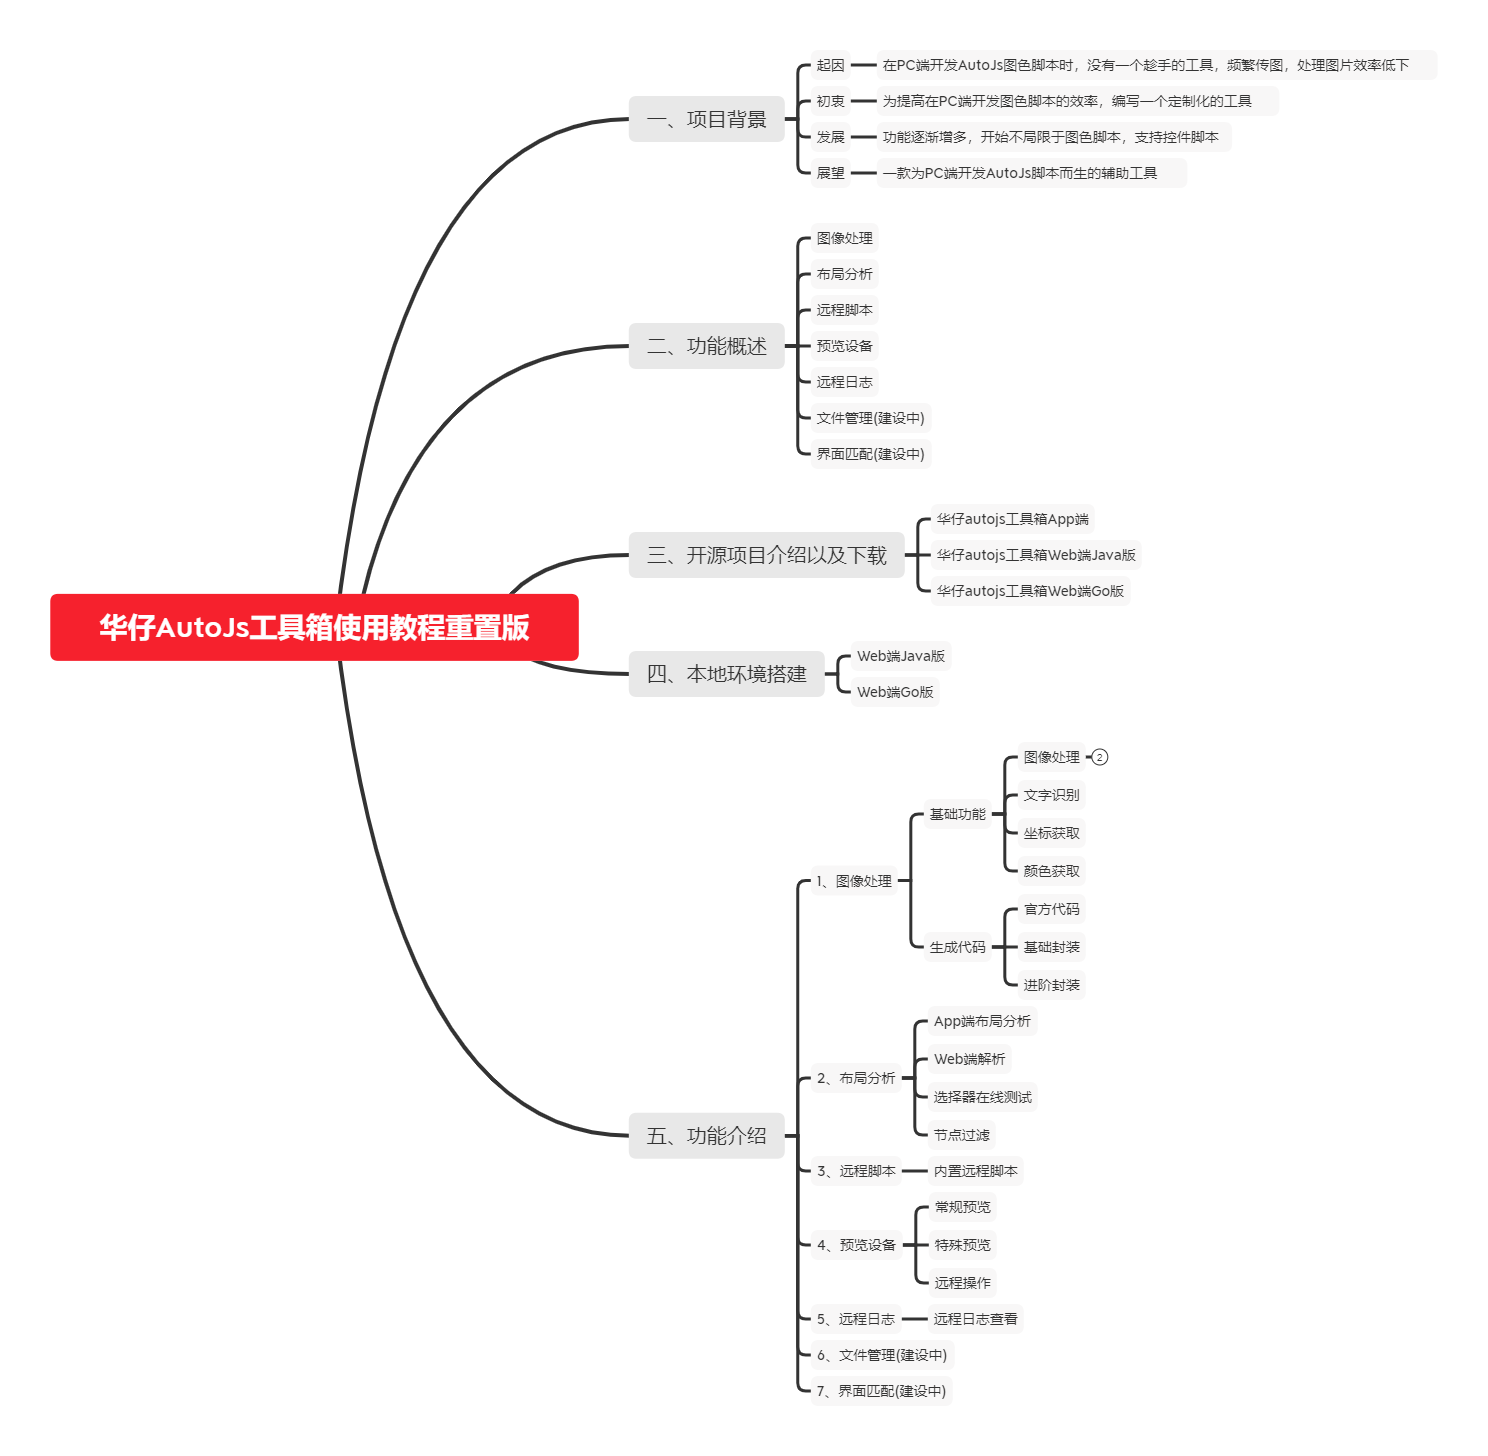 华仔AutoJs工具箱使用教程重置版
一、项目背景
起因
在PC端开发AutoJs图色脚本时，没有一个趁手的工具，频繁传图，处理图片效率低下
初衷
为提高在PC端开发图色脚本的效率，编写一个定制化的工具
发展
功能逐渐增多，开始不局限于图色脚本，支持控件脚本
展望
一款为PC端开发AutoJs脚本而生的辅助工具
二、功能概述
图像处理
布局分析
远程脚本
预览设备
远程日志
文件管理(建设中)
界面匹配(建设中)
三、开源项目介绍以及下载
华仔autojs工具箱App端
华仔autojs工具箱Web端Java版
华仔autojs工具箱Web端Go版
四、本地环境搭建
Web端Java版
Web端Go版
五、功能介绍
1、图像处理
基础功能
图像处理
2
文字识别
坐标获取
颜色获取
生成代码
官方代码
基础封装
进阶封装
2、布局分析
App端布局分析
Web端解析
选择器在线测试
节点过滤
3、远程脚本
内置远程脚本
4、预览设备
常规预览
特殊预览
远程操作
5、远程日志
远程日志查看
6、文件管理(建设中)
7、界面匹配(建设中)